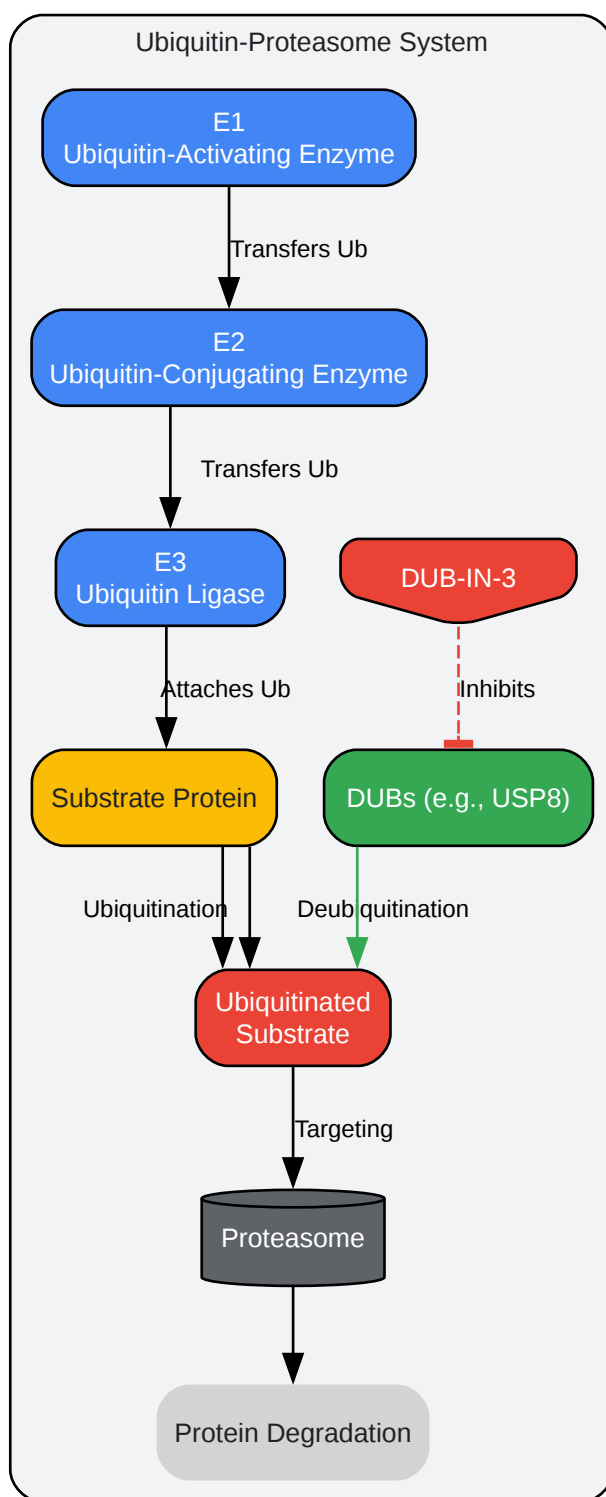 Ubiquitin-Proteasome System
E1
Ubiquitin-Activating Enzyme
Transfers Ub
E2
Ubiquitin-Conjugating Enzyme
Transfers Ub
E3
Ubiquitin Ligase
DUB-IN-3
Attaches Ub
Inhibits
Substrate Protein
DUBs (e.g., USP8)
Ubiquitination
Deubiquitination
Ubiquitinated
Substrate
Targeting
Proteasome
Protein Degradation